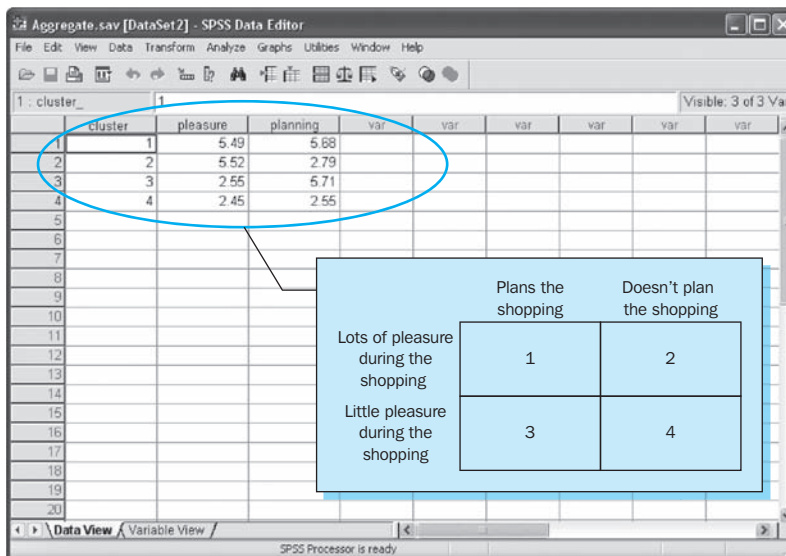 Aggregate.sav [DataSet2] - SPSS Data Editor
File Edit View Data Transform Analyze Graphs Utilities Window Help
1 : cluster_ 1 Visible: 3 of 3 Var
cluster pleasure planning var var var var var var
1 1 5.49 5.68
2 2 5.52 2.79
3 3 2.55 5.71
4 4 2.45 2.55
5
6
7
8
9
10
11
12
13
14
15
16
17
18
19
20
Plans the
shopping
Doesn't plan
the shopping
Lots of pleasure
during the
shopping
1 2
Little pleasure
during the
shopping
3 4
Data View Variable View
SPSS Processor is ready